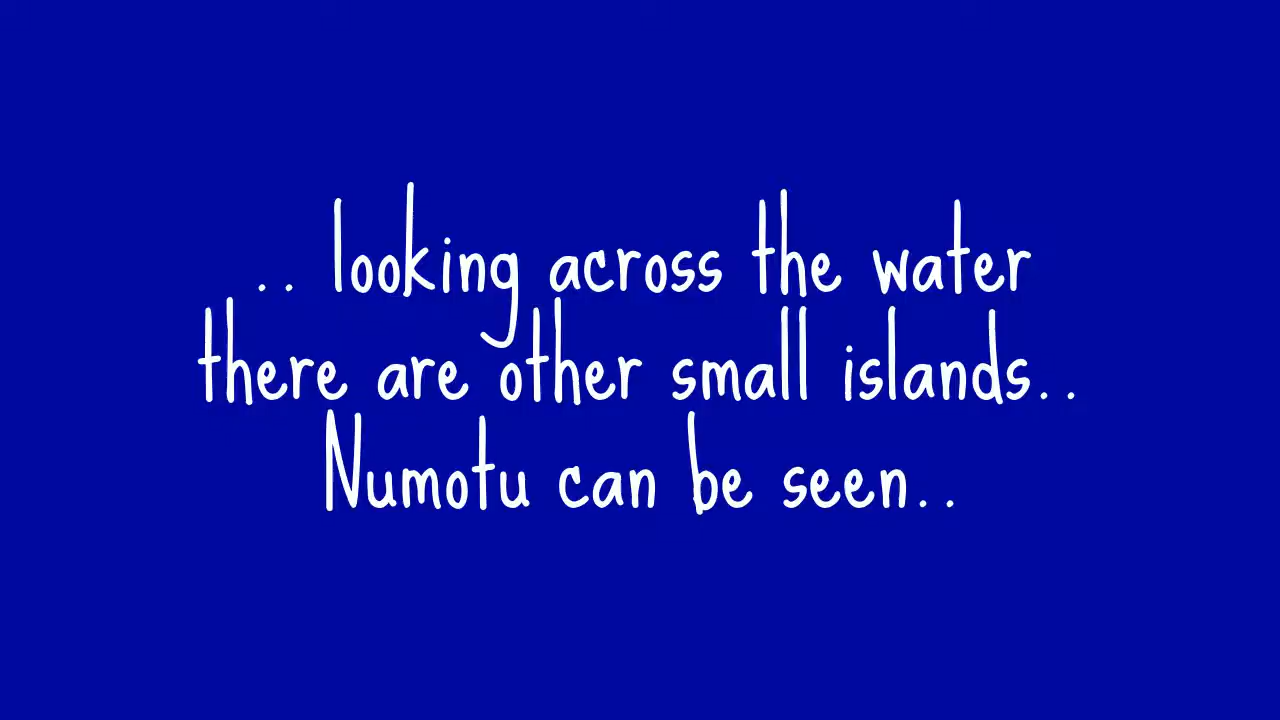 .. looking across the water
there are other small islands..
Numotu can be seen..